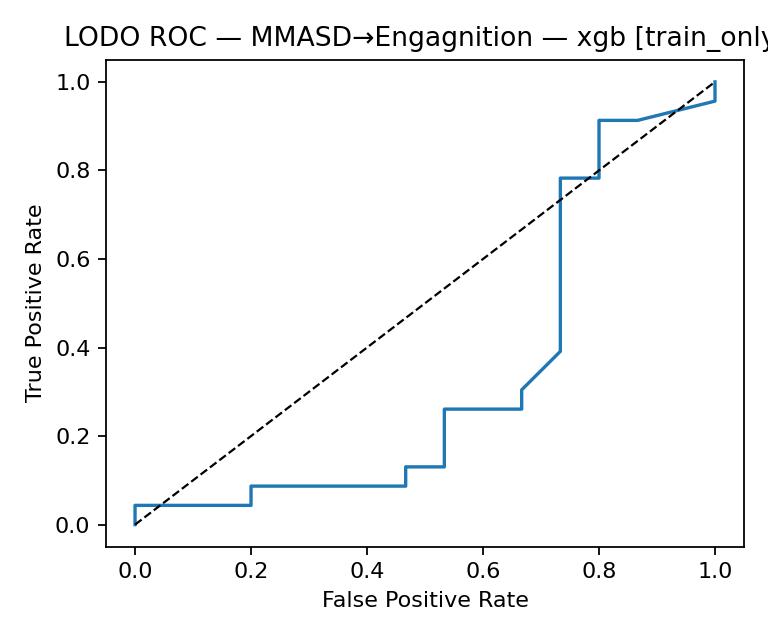 LODO ROC — MMASD→Engagnition — xgb [train_only
1.0
0.8
0.6
0.4
0.2
0.0
True Positive Rate
0.0 0.2 0.4 0.6 0.8 1.0
False Positive Rate